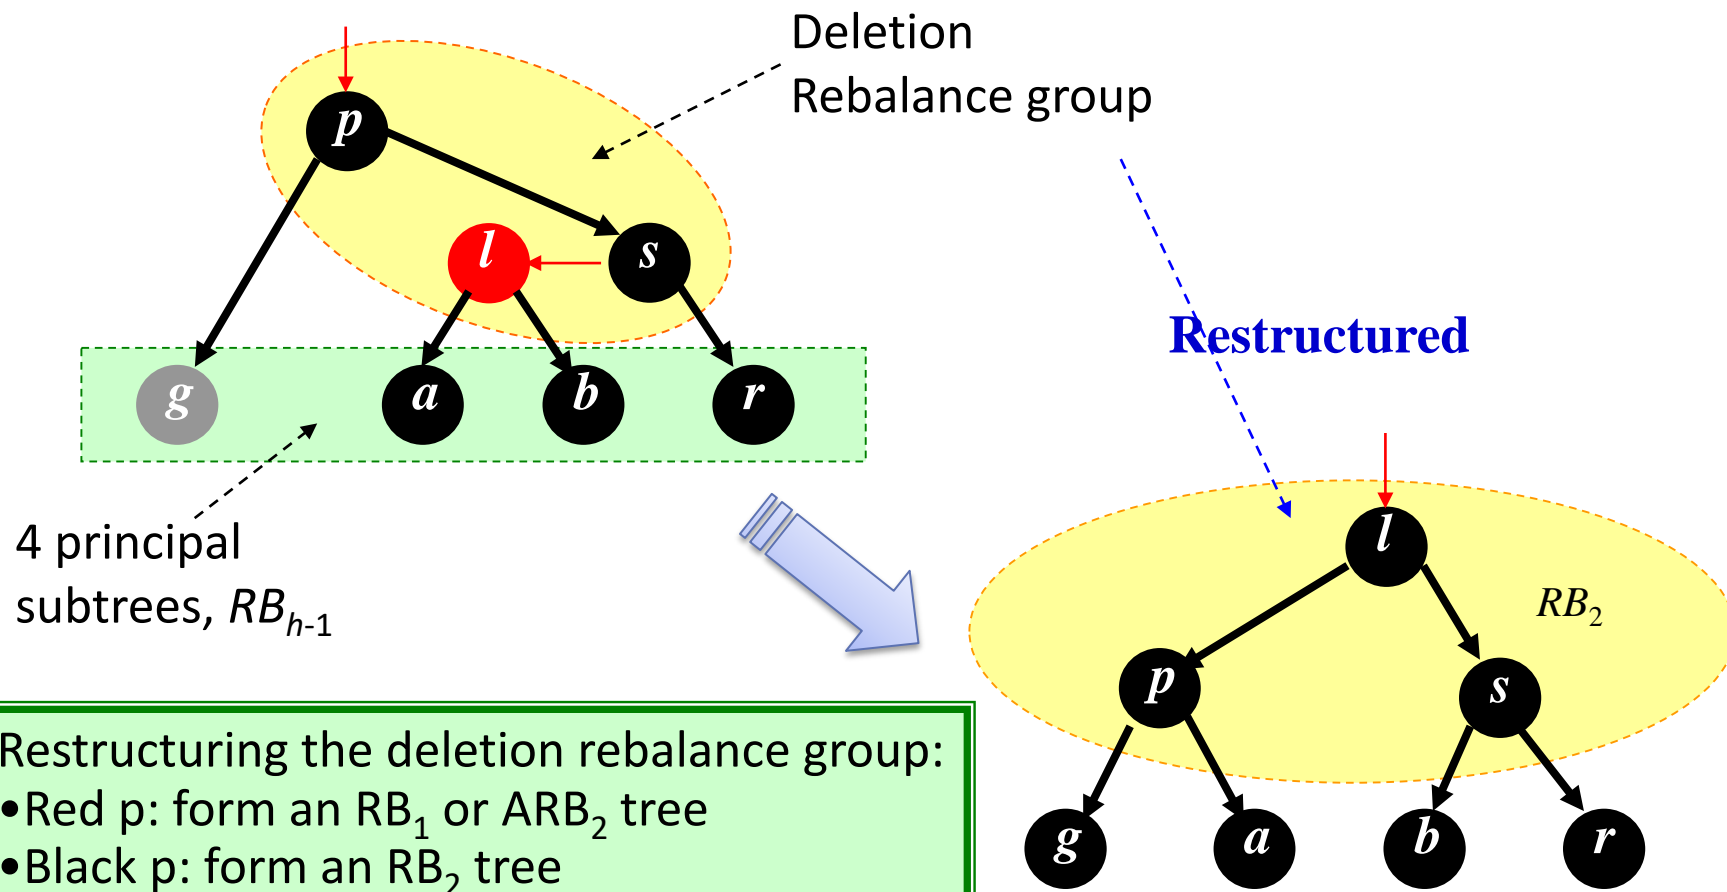 Deletion
Rebalance group
p
l
s
g
a
b
r
Restructured
4 principal
subtrees, RBh-1
l
RB2
p
s
g
a
b
r
Restructuring the deletion rebalance group:
•Red p: form an RB1 or ARB2 tree
•Black p: form an RB2 tree